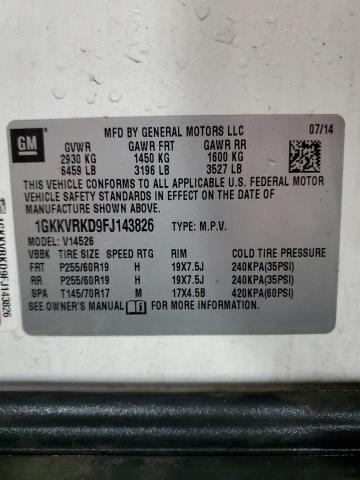 MFD BY GENERAL MOTORS LLC 07/14
GM
GVWR GAWR FRT GAWR RR
2930 KG 1450 KG 1600 KG
6459 LB 3196 LB 3527 LB
THIS VEHICLE CONFORMS TO ALL APPLICABLE U.S. FEDERAL MOTOR
VEHICLE SAFETY STANDARDS IN EFFECT ON THE DATE OF
MANUFACTURE SHOWN ABOVE.
1GKKVRKD9FJ143826 TYPE: M.P.V.
MODEL: V14526
VBBK TIRE SIZE SPEED RTG RIM COLD TIRE PRESSURE
FRT P255/60R19 H 19X7.5J 240KPA(35PSI)
RR P255/60R19 H 19X7.5J 240KPA(35PSI)
SPA T145/70R17 M 17X4.5B 420KPA(60PSI)
SEE OWNER'S MANUAL FOR MORE INFORMATION.
1GKKVRKD9FJ143826